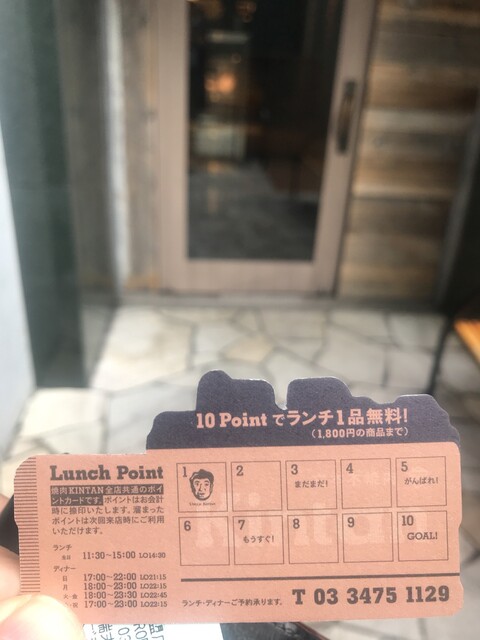 10 Point でランチ1品無料!
(1,800円の商品まで)
Lunch Point
焼肉KINTAN 全店共通のポイ
ントカードです。ポイントはお会計
時に捺印いたします。溜まった
ポイントは次回来店時にご利用
いただけます。
ランチ
11:30~15:00 LO14:30
ディナー
日 17:00~22:00 LO21:15
月 18:00~23:00 LO22:15
18:00~23:30 LO22:45
17:00~23:00 LO22:15
1 2 3 4 5
まだまだ! がんばれ!
6 7 8 9 10
もうすぐ! GOAL!
ランチ・ディナーご予約承ります。 T 03 3475 1129